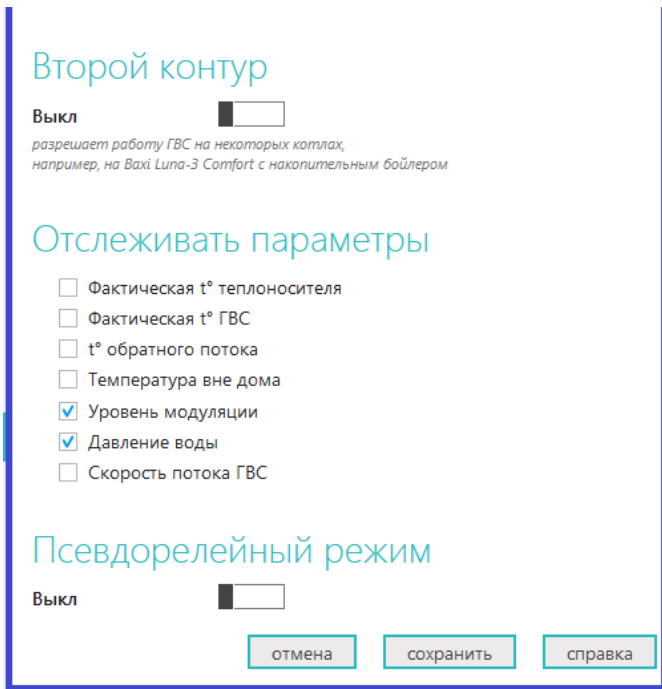 Второй контур
Выкл
разрешает работу ГВС на некоторых котлах,
например, на Baxi Luna-3 Comfort с накопительным бойлером
Отслеживать параметры
Фактическая t° теплоносителя
Фактическая t° ГВС
t° обратного потока
Температура вне дома
Уровень модуляции
Давление воды
Скорость потока ГВС
Псевдорелейный режим
Выкл
отмена сохранить справка